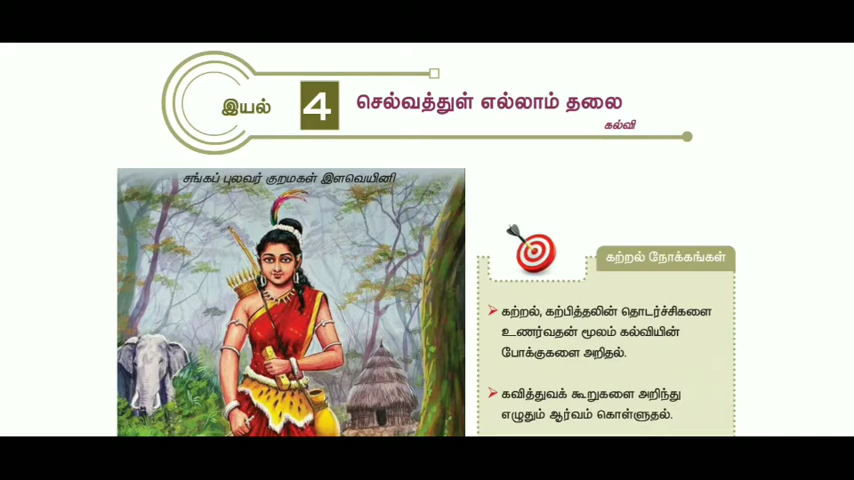 இயல் 4 செல்வத்துள் எல்லாம் தலை
கல்வி
சங்கப் புலவர் குறமகள் இளவெயினி
கற்றல் நோக்கங்கள்
➤ கற்றல், கற்பித்தலின் தொடர்ச்சிகளை
உணர்வதன் மூலம் கல்வியின்
போக்குகளை அறிதல்.
➤ கவித்துவக் கூறுகளை அறிந்து
எழுதும் ஆர்வம் கொள்ளுதல்.